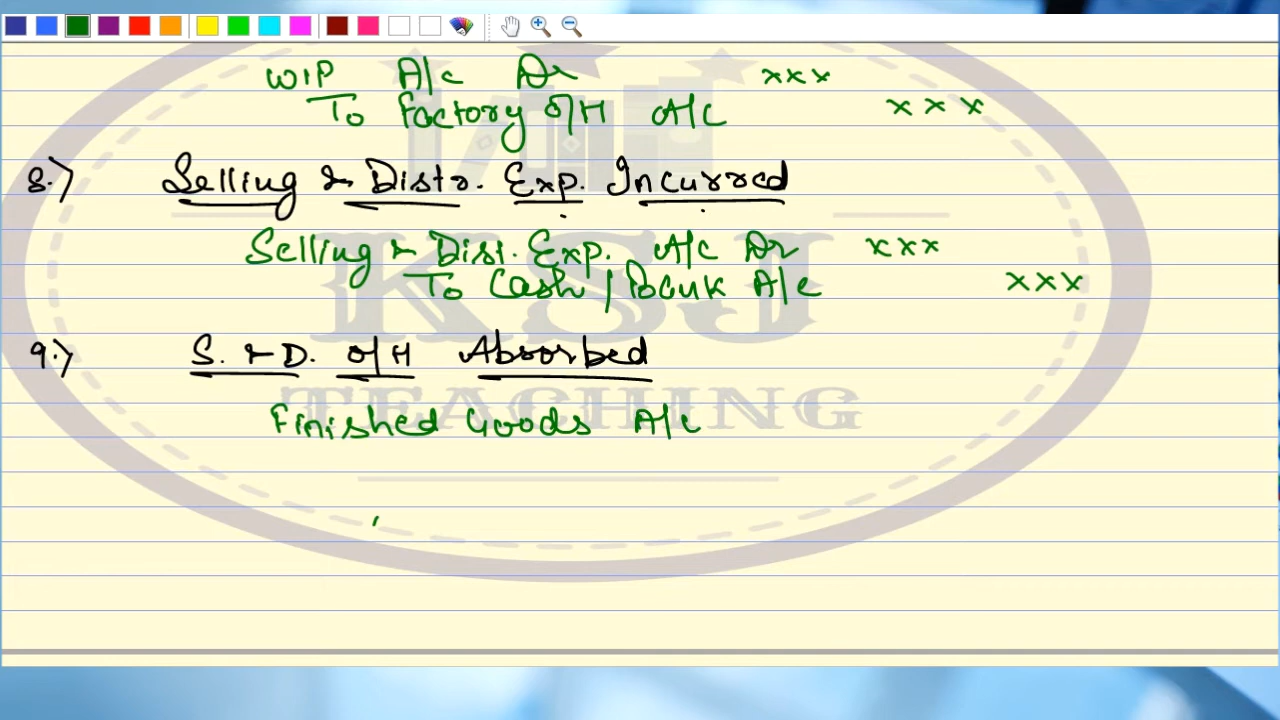 WIP A/c Dr xxx
To Factory o/H A/c xxx
8.) Selling & Distr. Exp. Incurred
Selling & Dist. Exp. A/c Dr xxx
To Cash / Bank A/c xxx
9.) S. & D. o/H Absorbed
Finished Goods A/c
KSJ
TEACHING